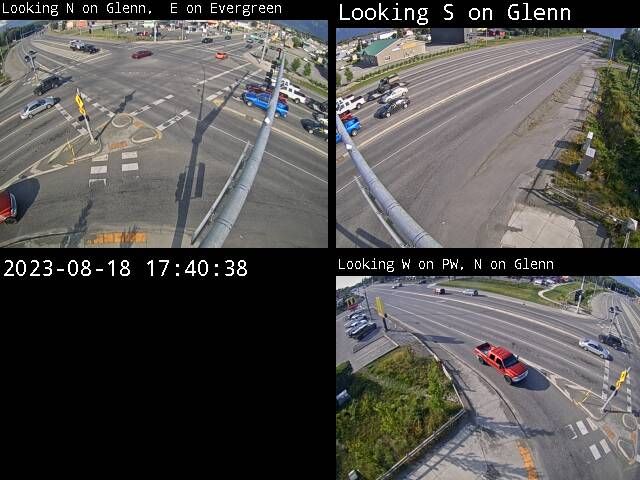 Looking N on Glenn, E on Evergreen
Looking S on Glenn
2023-08-18 17:40:38
Looking W on PW, N on Glenn